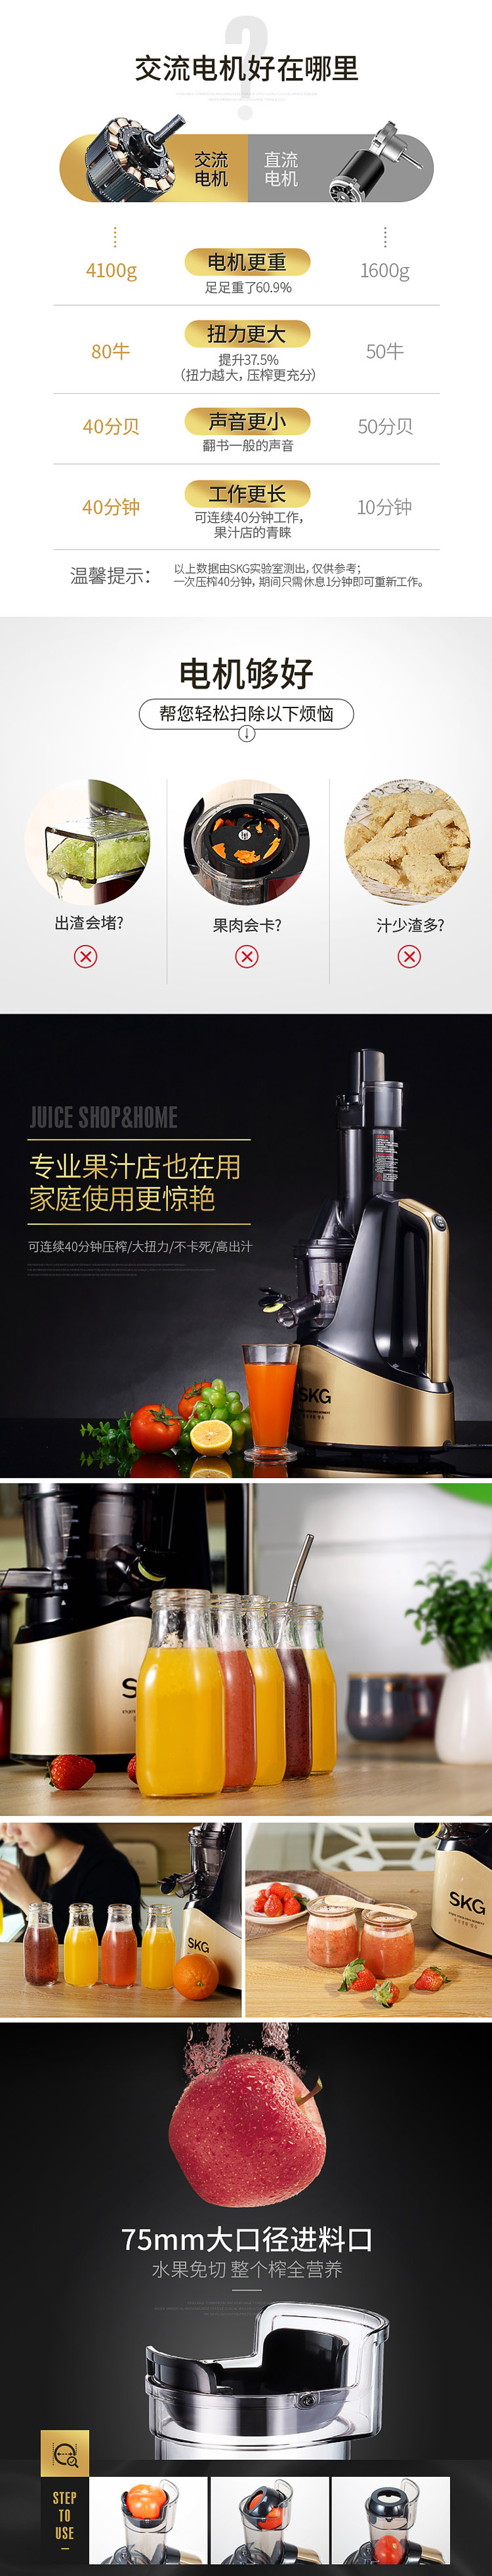 ?
交流电机好在哪里
交流
电机
直流
电机
4100g
电机更重
足足重了60.9%
1600g
80牛
扭力更大
提升37.5%
（扭力越大，压榨更充分）
50牛
40分贝
声音更小
翻书一般的声音
50分贝
40分钟
工作更长
可连续40分钟工作，
果汁店的青睐
10分钟
温馨提示：
以上数据由SKG实验室测出，仅供参考；
一次压榨40分钟，期间只需休息1分钟即可重新工作。
电机够好
帮您轻松扫除以下烦恼
出渣会堵?
果肉会卡?
汁少渣多?
JUICE SHOP&HOME
专业果汁店也在用
家庭使用更惊艳
可连续40分钟压榨/大扭力/不卡死/高出汁
SKG
S
SKG
SKG
75mm大口径进料口
水果免切 整个榨全营养
STEP
TO
USE